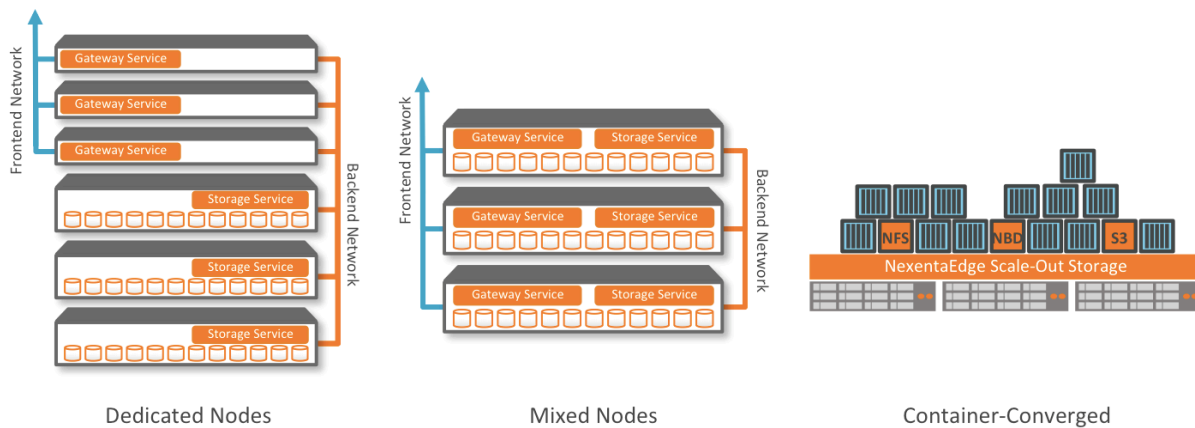 Frontend Network
Gateway Service
Gateway Service
Gateway Service
Storage Service
Storage Service
Storage Service
Backend Network
Dedicated Nodes
Frontend Network
Gateway Service Storage Service
Gateway Service Storage Service
Gateway Service Storage Service
Backend Network
Mixed Nodes
NFS NBD S3
NexentaEdge Scale-Out Storage
Container-Converged